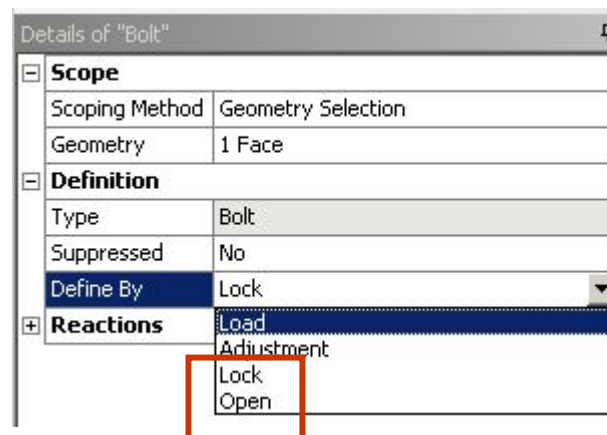 Details of "Bolt"
Scope
Scoping Method Geometry Selection
Geometry 1 Face
Definition
Type Bolt
Suppressed No
Define By Lock
Reactions Load
Adjustment
Lock
Open